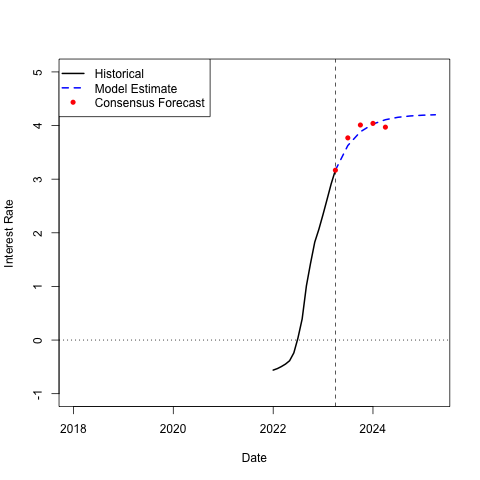 Historical
Model Estimate
Consensus Forecast
5
4
3
2
1
0
-1
Interest Rate
2018 2020 2022 2024
Date